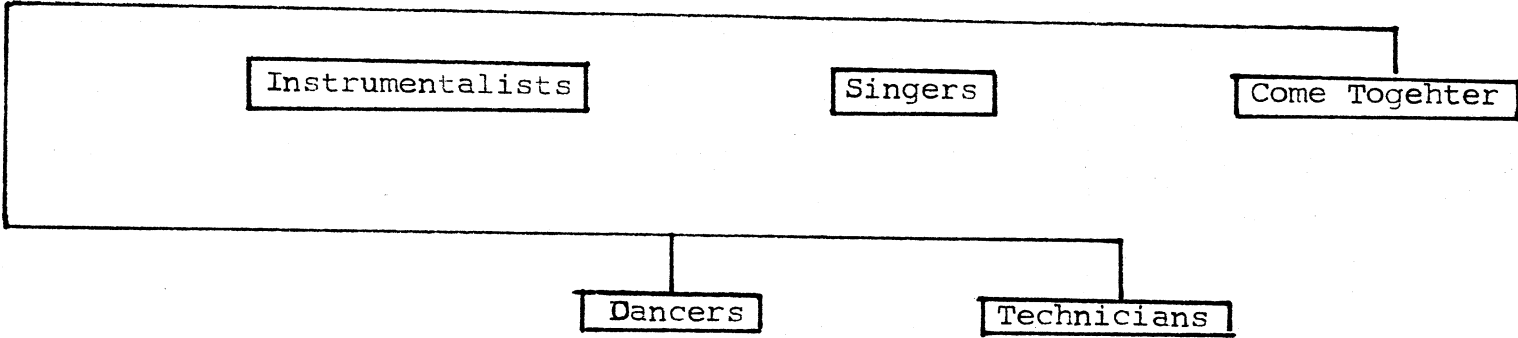 Instrumentalists
Singers
Come Togehter
Dancers
Technicians